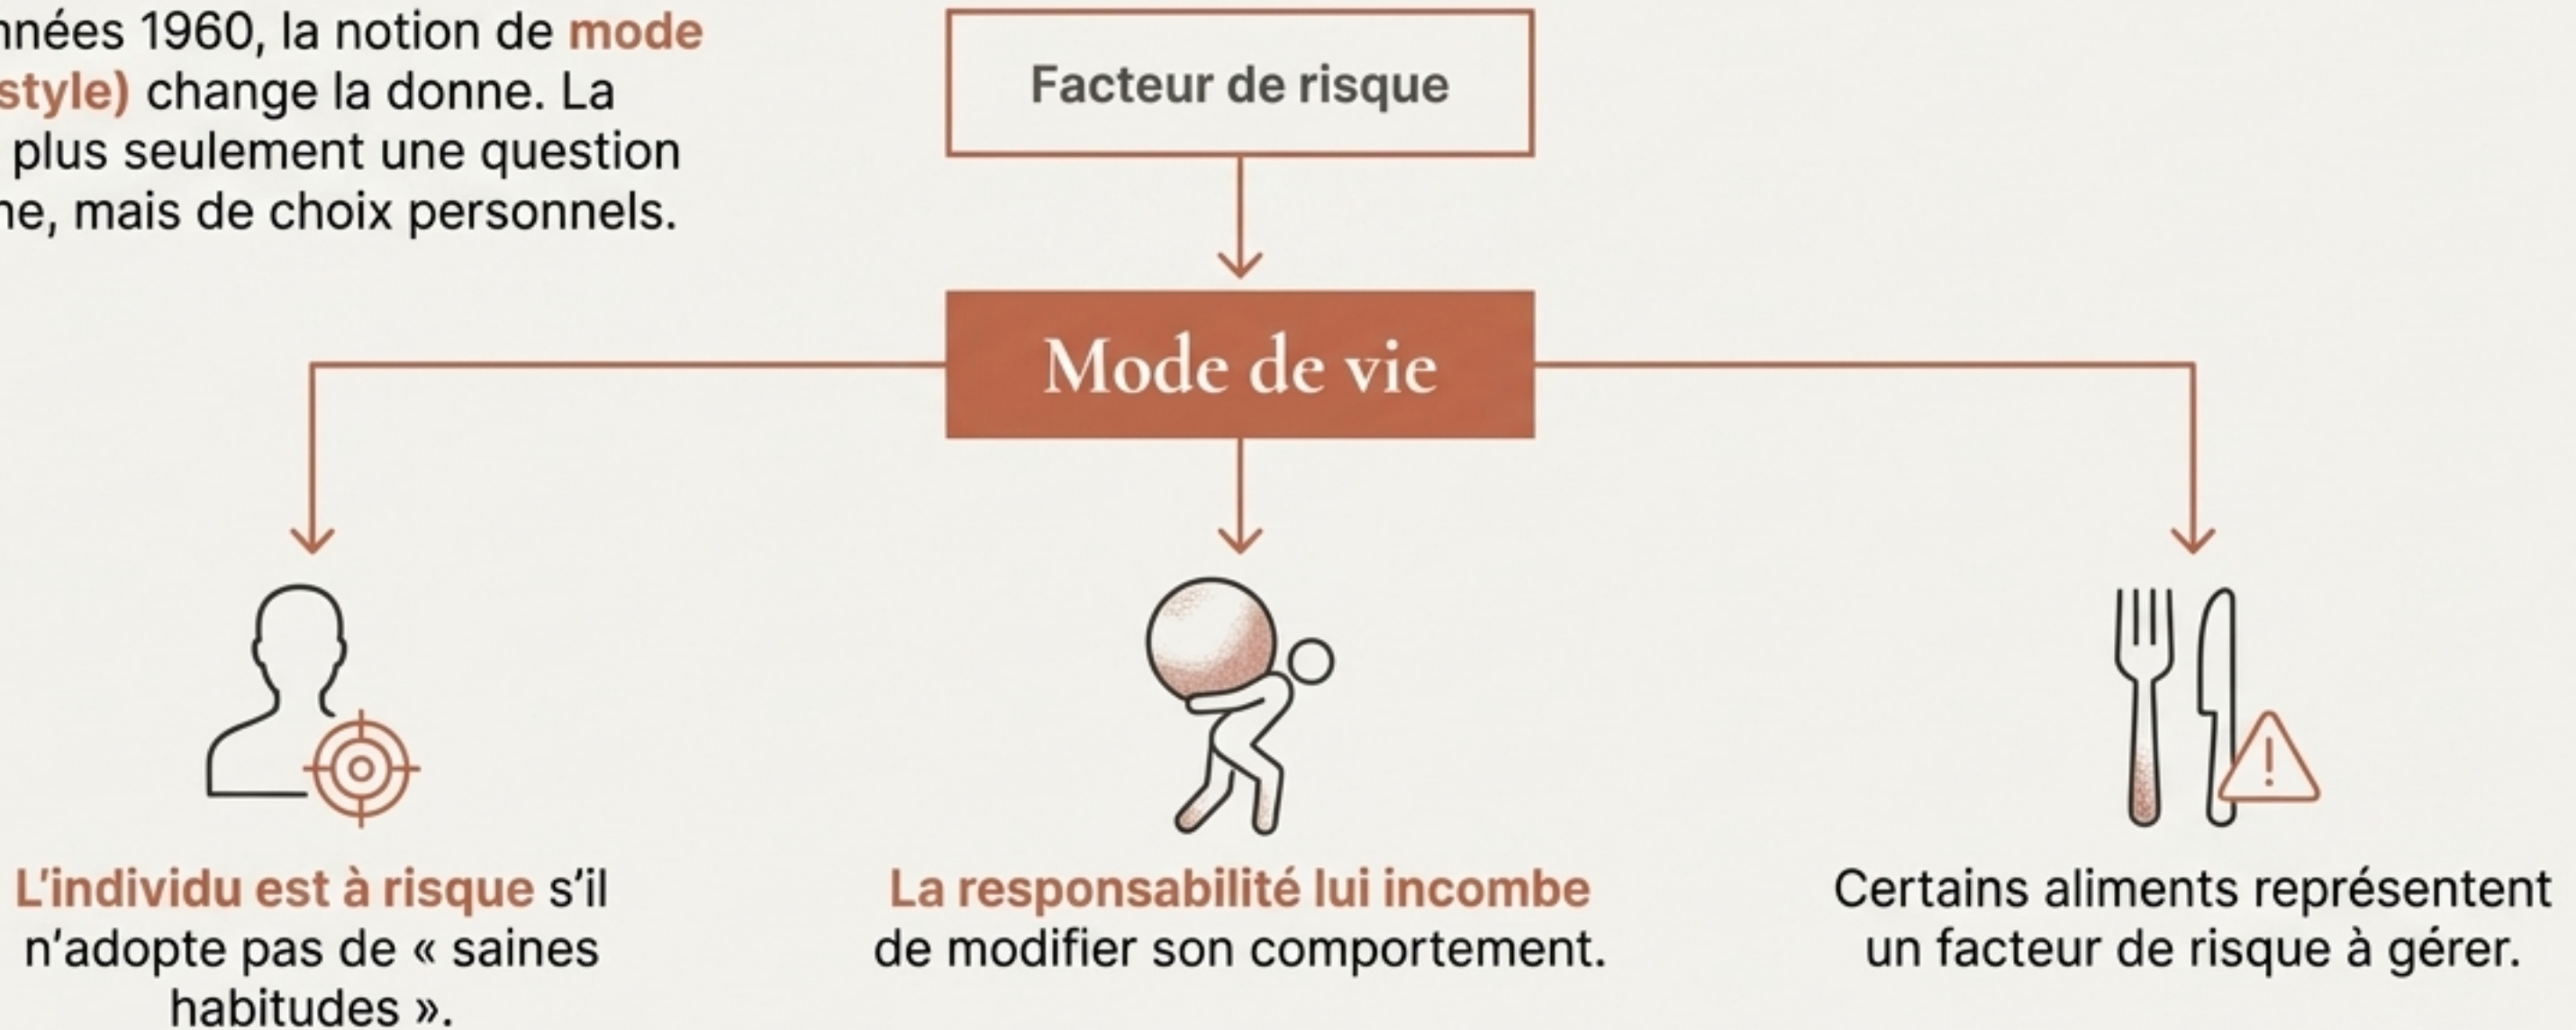 nnées 1960, la notion de mode
style) change la donne. La
plus seulement une question
ne, mais de choix personnels.
Facteur de risque
Mode de vie
L'individu est à risque s'il
n'adopte pas de « saines
habitudes ».
La responsabilité lui incombe
de modifier son comportement.
Certains aliments représentent
un facteur de risque à gérer.